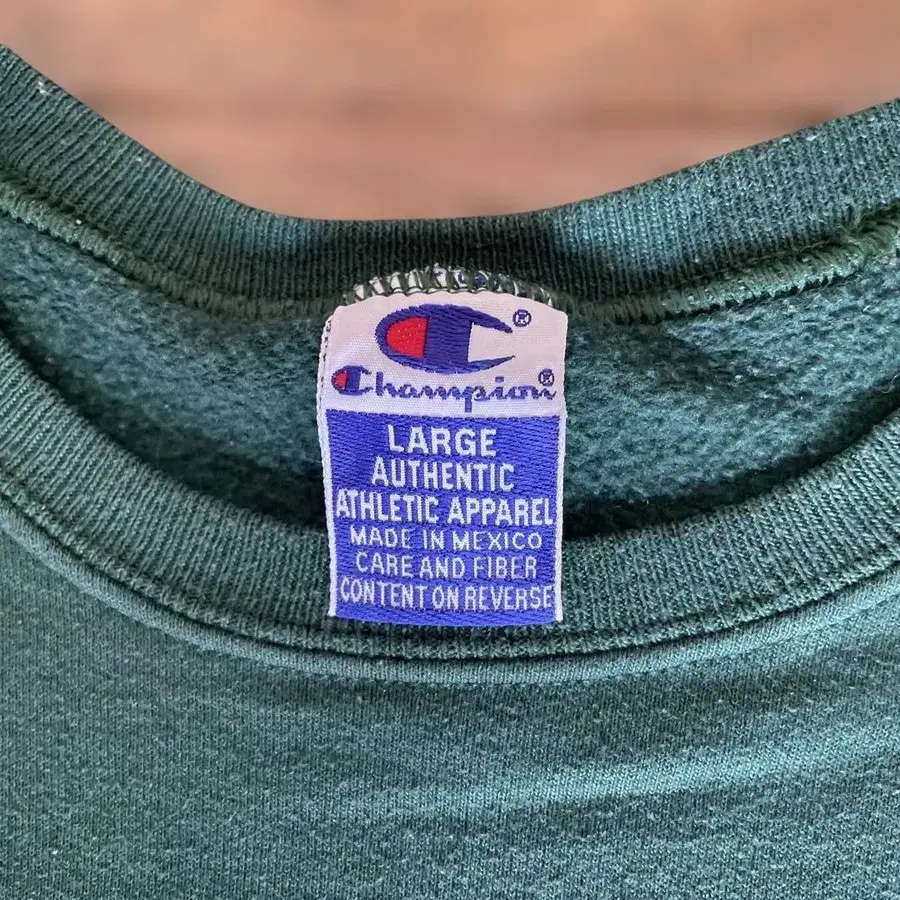 ®
Champion®
LARGE
AUTHENTIC
ATHLETIC APPAREL
MADE IN MEXICO
CARE AND FIBER
CONTENT ON REVERSE